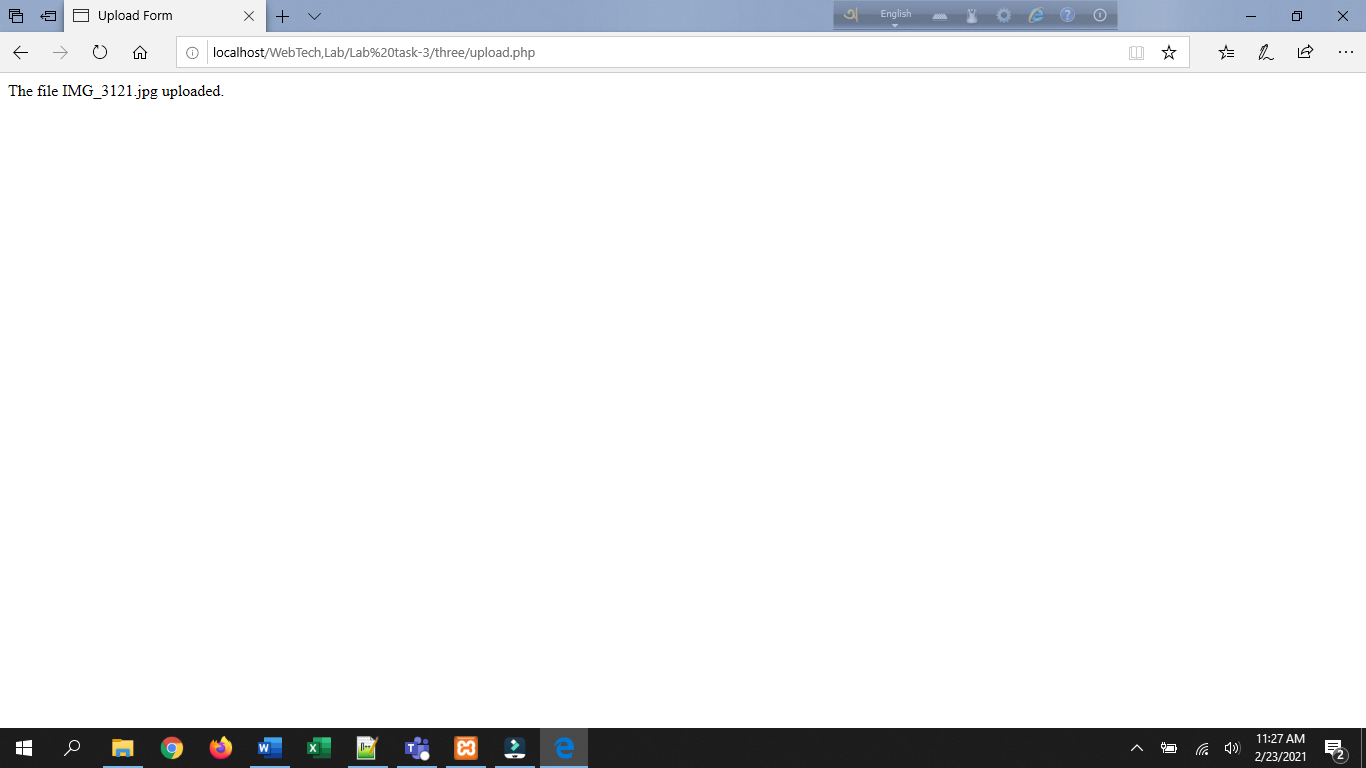 Upload Form
English
localhost/WebTech,Lab/Lab%20task-3/three/upload.php
The file IMG_3121.jpg uploaded.
11:27 AM
2/23/2021
2